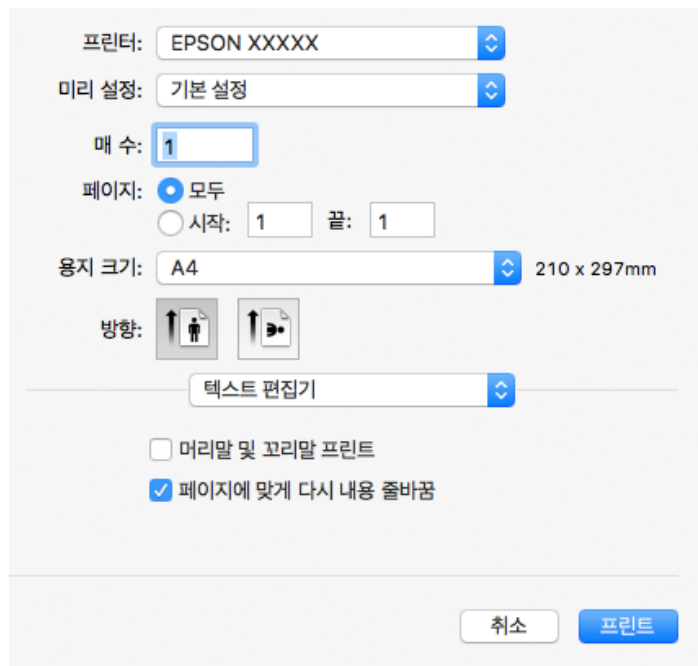 프린터: EPSON XXXXX
미리 설정: 기본 설정
매 수: 1
페이지: 모두
시작: 1 끝: 1
용지 크기: A4 210 x 297mm
방향:
텍스트 편집기
머리말 및 꼬리말 프린트
페이지에 맞게 다시 내용 줄바꿈
취소 프린트